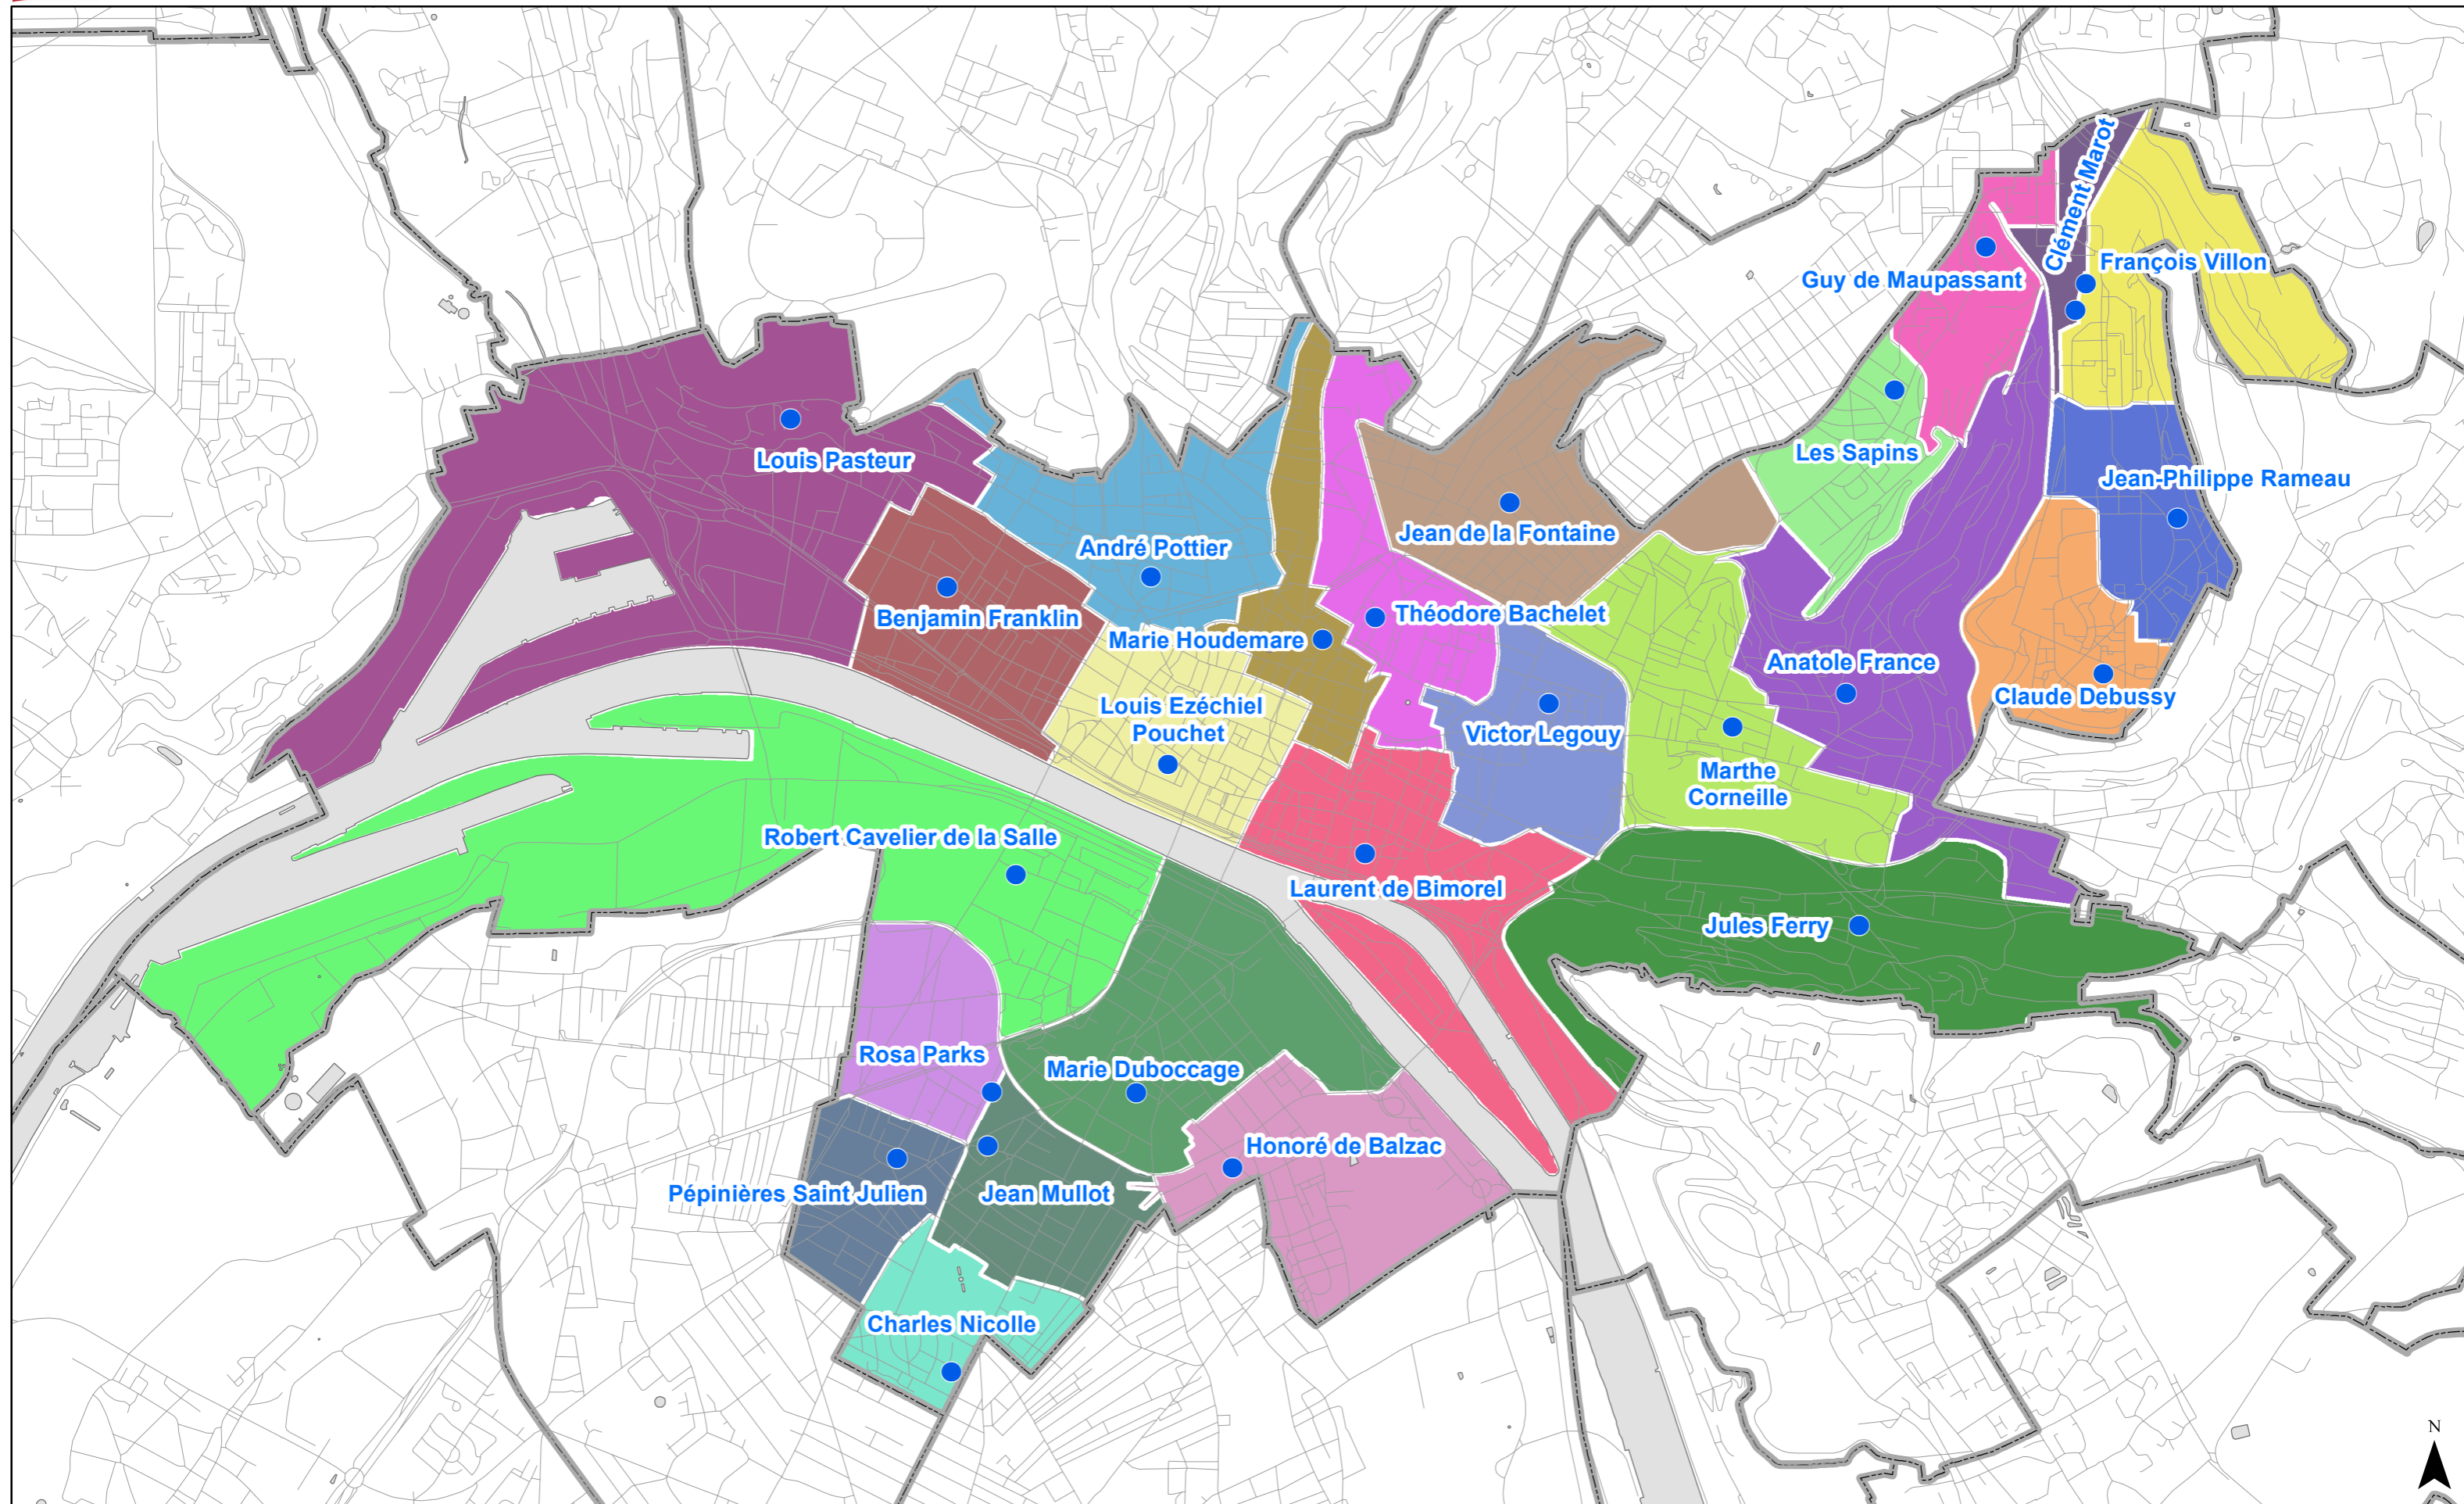 Clément Marot
François Villon
Guy de Maupassant
Les Sapins
Louis Pasteur
Jean-Philippe Rameau
Jean de la Fontaine
André Pottier
Benjamin Franklin
Théodore Bachelet
Marie Houdemare
Anatole France
Claude Debussy
Louis Ezéchiel
Pouchet
Victor Legouy
Marthe
Corneille
Robert Cavelier de la Salle
Laurent de Bimorel
Jules Ferry
Rosa Parks
Marie Duboccage
Honoré de Balzac
Pépinières Saint Julien
Jean Mullot
Charles Nicolle
N